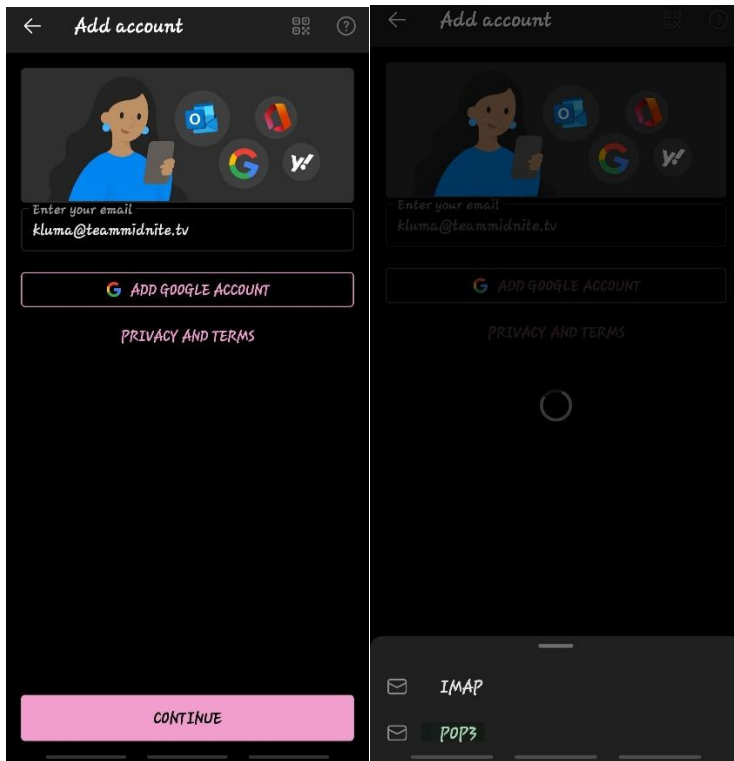 Add account
Enter your email
kluma@teammidnite.tv
ADD GOOGLE ACCOUNT
PRIVACY AND TERMS
CONTINUE
Add account
Enter your email
kluma@teammidnite.tv
ADD GOOGLE ACCOUNT
PRIVACY AND TERMS
IMAP
POP3